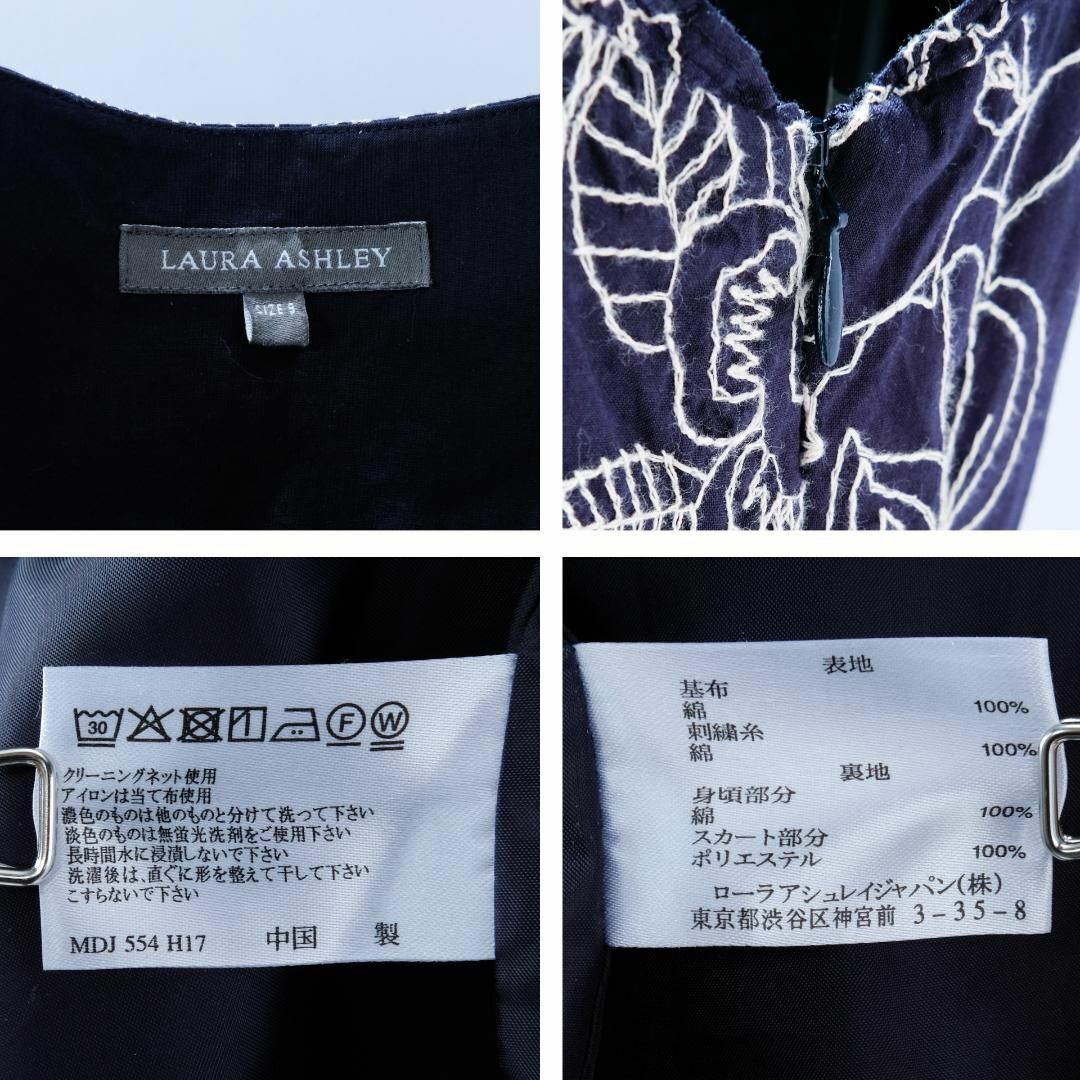 LAURA ASHLEY
SIZE 9
30 F W
クリーニングネット使用
アイロンは当て布使用
濃色のものは他のものと分けて洗って下さい
淡色のものは無蛍光洗剤をご使用下さい
長時間水に浸漬しないで下さい
洗濯後は、直ぐに形を整えて干して下さい
こすらないで下さい
MDJ 554 H17 中国 製
表地
基布
綿 100%
刺繍糸
綿 100%
裏地
身頃部分
綿 100%
スカート部分
ポリエステル 100%
ローラアシュレイジャパン(株)
東京都渋谷区神宮前 3-35-8